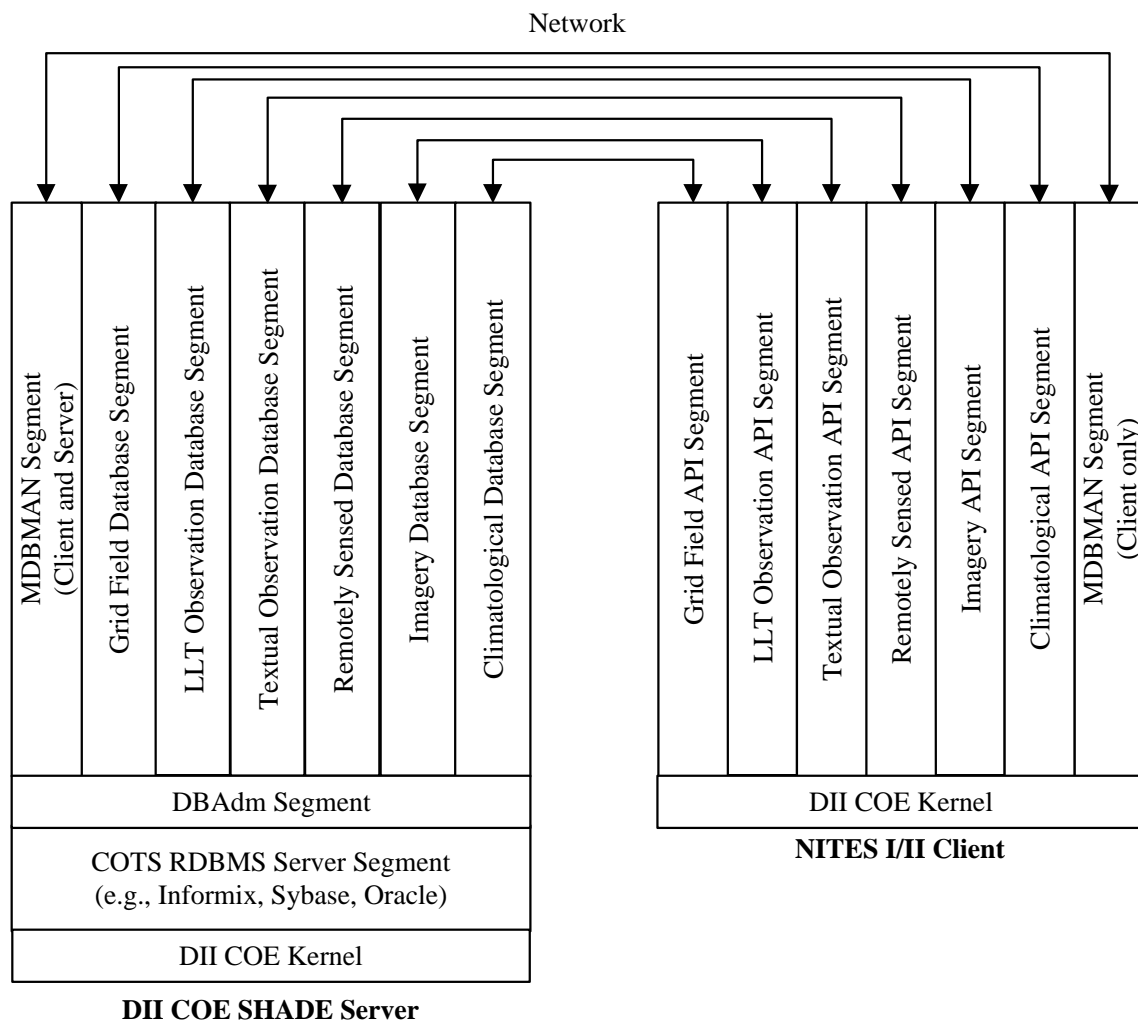 Network
MDBMAN Segment
(Client and Server)
Grid Field Database Segment
LLT Observation Database Segment
Textual Observation Database Segment
Remotely Sensed Database Segment
Imagery Database Segment
Climatological Database Segment
DBAdm Segment
COTS RDBMS Server Segment
(e.g., Informix, Sybase, Oracle)
DII COE Kernel
DII COE SHADE Server
Grid Field API Segment
LLT Observation API Segment
Textual Observation API Segment
Remotely Sensed API Segment
Imagery API Segment
Climatological API Segment
MDBMAN Segment
(Client only)
DII COE Kernel
NITES I/II Client